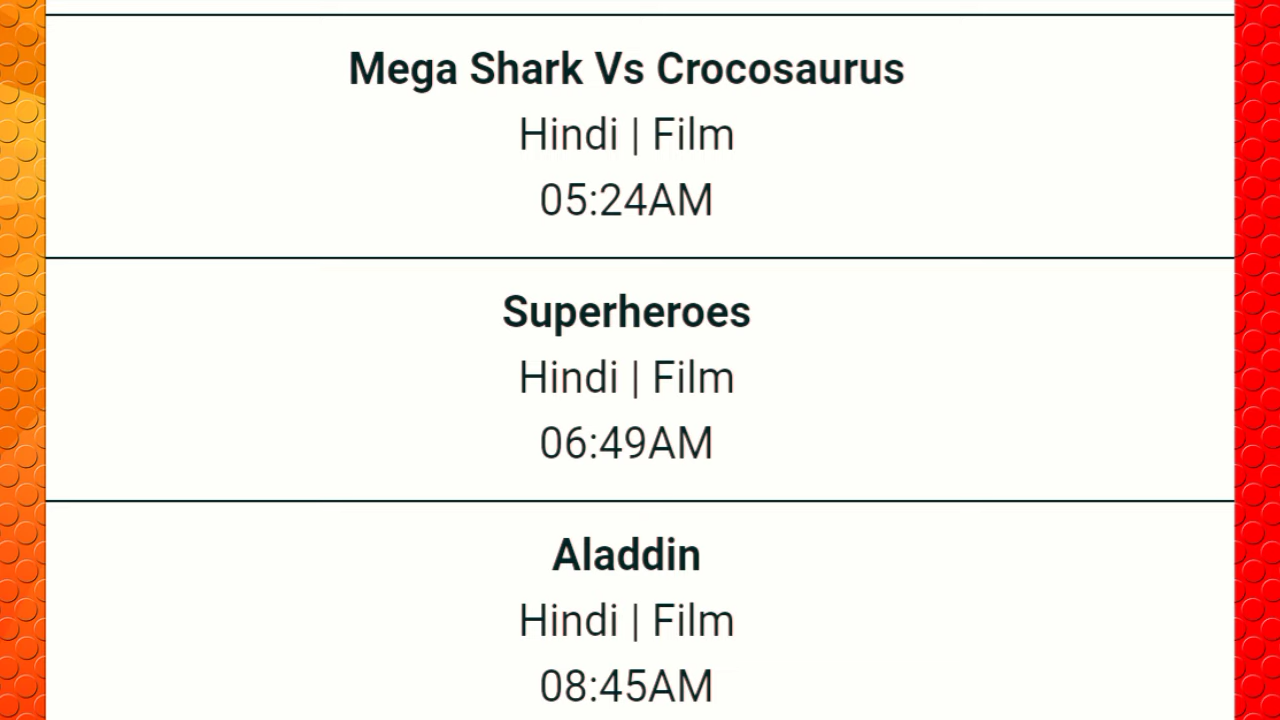 Mega Shark Vs Crocosaurus
Hindi | Film
05:24AM
Superheroes
Hindi | Film
06:49AM
Aladdin
Hindi | Film
08:45AM